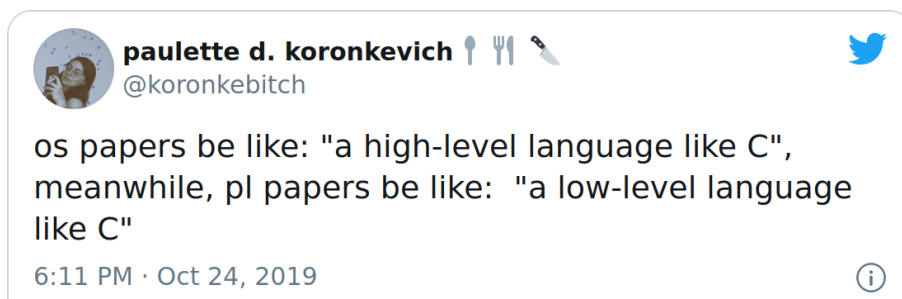 paulette d. koronkevich 🥄 🍴 🔪
@koronkebitch
os papers be like: "a high-level language like C",
meanwhile, pl papers be like:  "a low-level language
like C"
6:11 PM · Oct 24, 2019